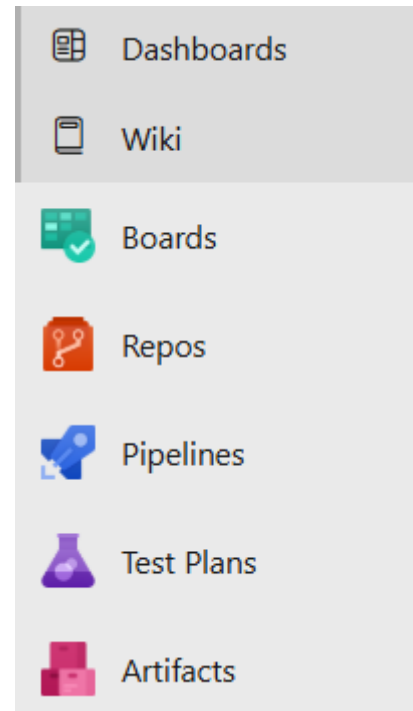 Dashboards
Wiki
Boards
Repos
Pipelines
Test Plans
Artifacts